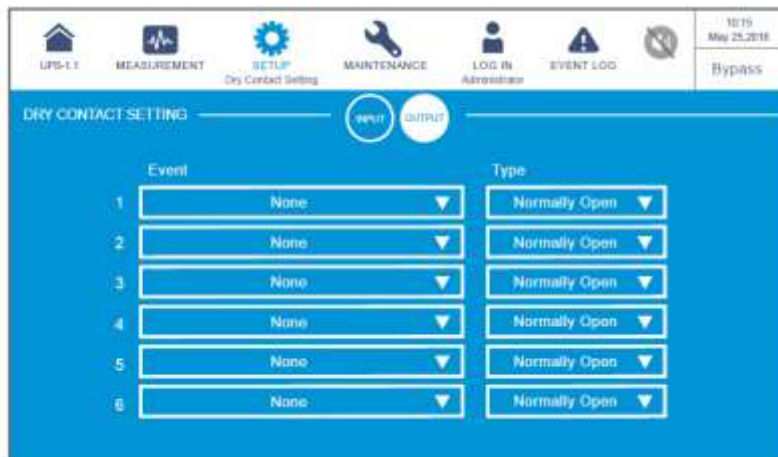 10:15
May 25,2018
UPS-1.1 MEASUREMENT SETUP MAINTENANCE LOG IN EVENT LOG Bypass
Dry Contact Setting Administrator
DRY CONTACT SETTING INPUT OUTPUT
Event Type
1 None Normally Open
2 None Normally Open
3 None Normally Open
4 None Normally Open
5 None Normally Open
6 None Normally Open